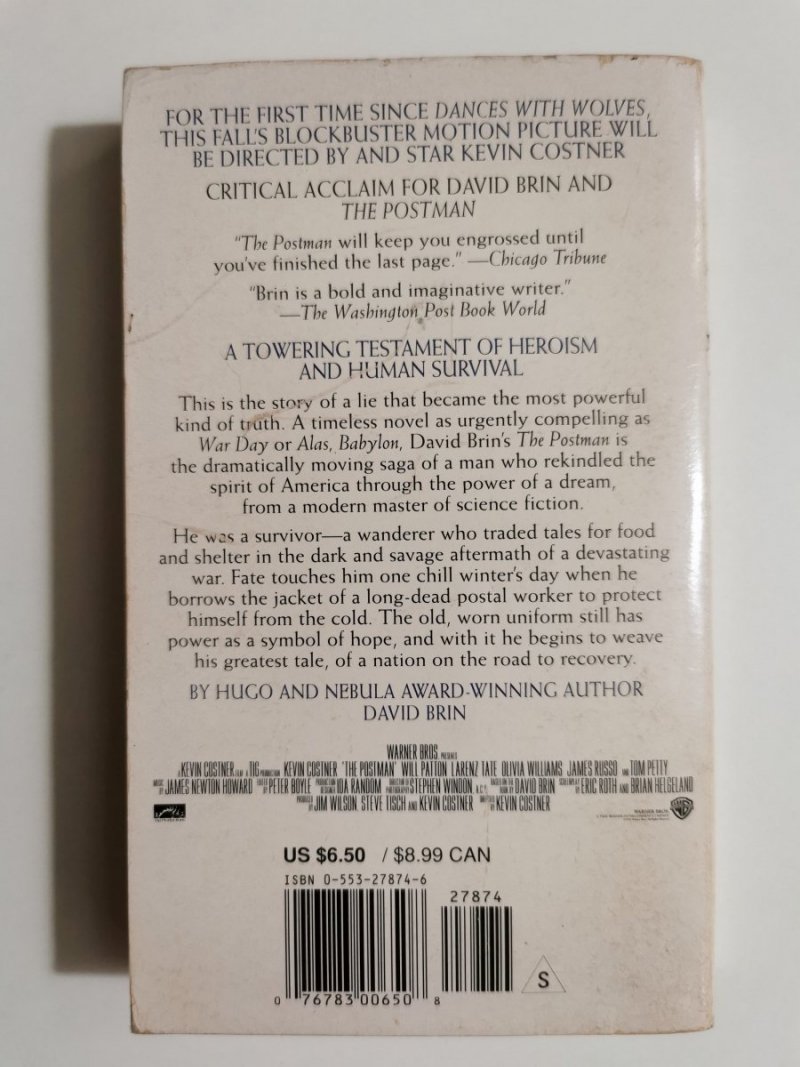 FOR THE FIRST TIME SINCE DANCES WITH WOLVES,
THIS FALL'S BLOCKBUSTER MOTION PICTURE WILL
BE DIRECTED BY AND STAR KEVIN COSTNER
CRITICAL ACCLAIM FOR DAVID BRIN AND
THE POSTMAN
"The Postman will keep you engrossed until
you've finished the last page." —Chicago Tribune
"Brin is a bold and imaginative writer."
—The Washington Post Book World
A TOWERING TESTAMENT OF HEROISM
AND HUMAN SURVIVAL
This is the story of a lie that became the most powerful
kind of truth. A timeless novel as urgently compelling as
War Day or Alas, Babylon, David Brin's The Postman is
the dramatically moving saga of a man who rekindled the
spirit of America through the power of a dream,
from a modern master of science fiction.
He was a survivor—a wanderer who traded tales for food
and shelter in the dark and savage aftermath of a devastating
war. Fate touches him one chill winter's day when he
borrows the jacket of a long-dead postal worker to protect
himself from the cold. The old, worn uniform still has
power as a symbol of hope, and with it he begins to weave
his greatest tale, of a nation on the road to recovery.
BY HUGO AND NEBULA AWARD-WINNING AUTHOR
DAVID BRIN
WARNER BROS. PRESENTS
A KEVIN COSTNER FILM A TIG PRODUCTION KEVIN COSTNER 'THE POSTMAN' WILL PATTON LARENZ TATE OLIVIA WILLIAMS JAMES RUSSO AND TOM PETTY
JAMES NEWTON HOWARD PETER BOYLE IDA RANDOM STEPHEN WINDON, A.C.S. DAVID BRIN ERIC ROTH AND BRIAN HELGELAND
JIM WILSON STEVE TISCH AND KEVIN COSTNER KEVIN COSTNER
WARNER BROS.
US $6.50 / $8.99 CAN
ISBN 0-553-27874-6
27874
S
0 76783 00650 8